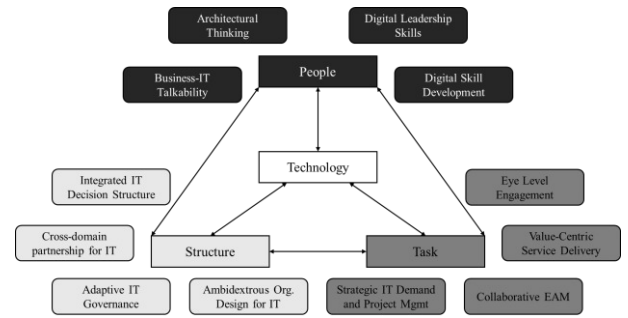 Architectural
Thinking
Digital Leadership
Skills
Business-IT
Talkability
People
Digital Skill
Development
Technology
Integrated IT
Decision Structure
Eye Level
Engagement
Cross-domain
partnership for IT
Structure
Task
Value-Centric
Service Delivery
Adaptive IT
Governance
Ambidextrous Org.
Design for IT
Strategic IT Demand
and Project Mgmt
Collaborative EAM